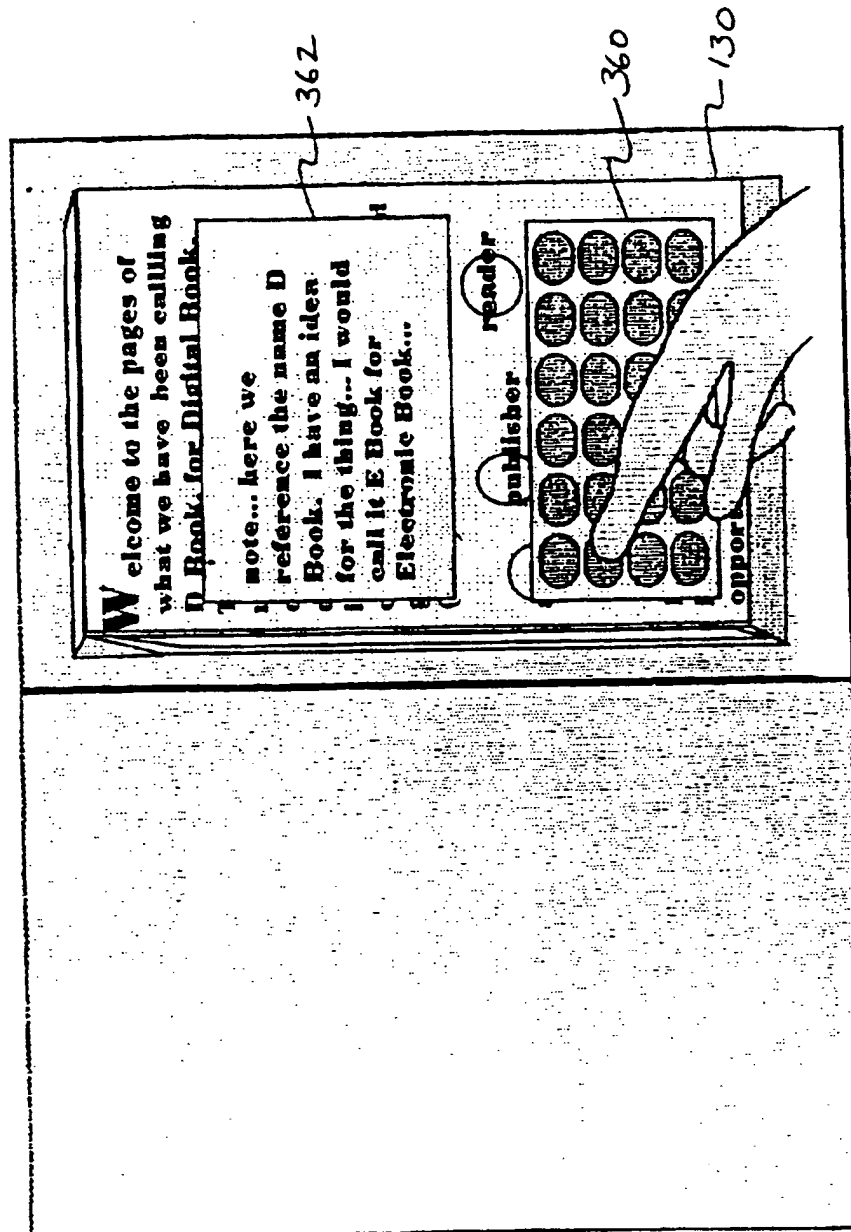 Welcome to the pages of
what we have been callling
D Book, for Digital Book.
note... here we
reference the name D
Book. I have an idea
for the thing... I would
call it E Book for
Electronic Book...
publisher
reader
oppor
362
360
130